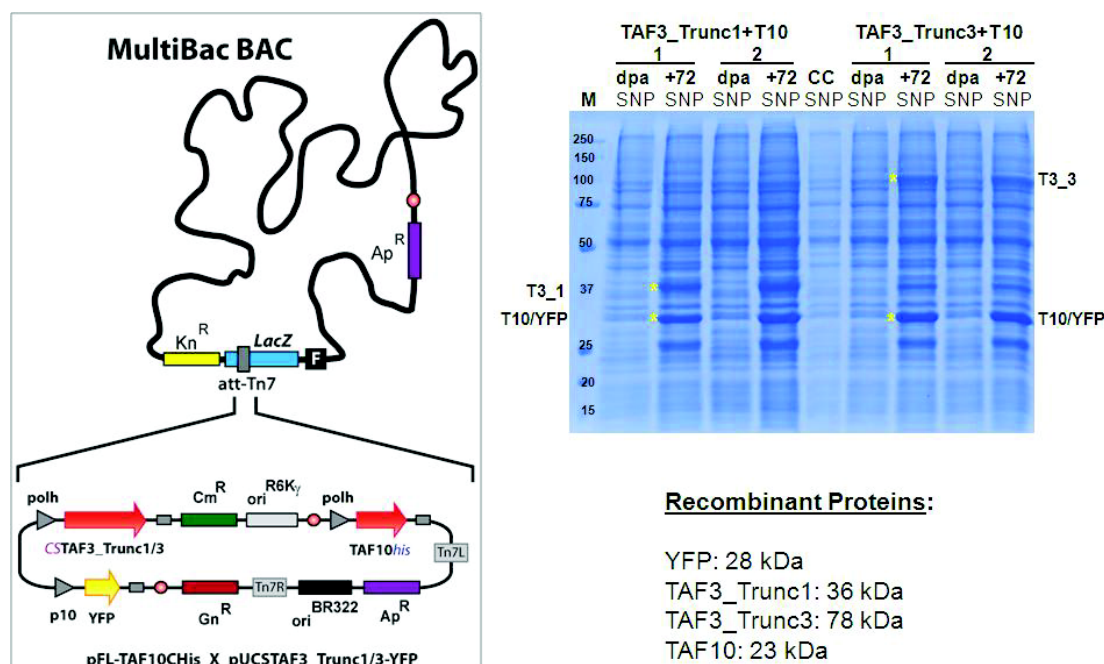 MultiBac BAC
Ap R
Kn R
LacZ
F
att-Tn7
polh
Cm R
ori R6Kγ
polh
CSTAF3_Trunc1/3
TAF10his
Tn7L
p10
YFP
Gn R
Tn7R
ori BR322
Ap R
pFL-TAF10CHis X pUCSTAF3_Trunc1/3-YFP
TAF3_Trunc1+T10
TAF3_Trunc3+T10
1 2 1 2
dpa +72 dpa +72 CC dpa +72 dpa +72
M SNP SNP SNP SNP SNP SNP SNP SNP SNP
250
150
100
75
50
37
25
20
15
T3_1
T10/YFP
T3_3
T10/YFP
Recombinant Proteins:
YFP: 28 kDa
TAF3_Trunc1: 36 kDa
TAF3_Trunc3: 78 kDa
TAF10: 23 kDa